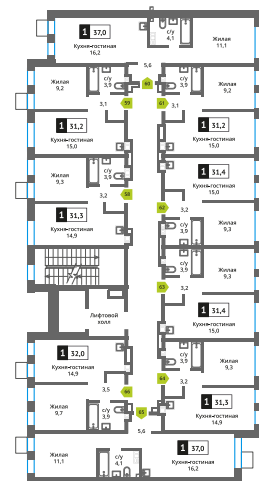 1 37,0
Кухня-гостиная
16,2
с/у
4,1
Жилая
11,1
5,6
60
Жилая
9,2
с/у
3,9
с/у
3,9
Жилая
9,2
3,1
59
61
3,1
1 31,2
Кухня-гостиная
15,0
1 31,2
Кухня-гостиная
15,0
Жилая
9,3
с/у
3,9
1 31,4
Кухня-гостиная
15,0
3,2
58
62
3,2
1 31,3
Кухня-гостиная
14,9
с/у
3,9
Жилая
9,3
с/у
3,9
Жилая
9,3
63
3,2
Лифтовой
холл
1 31,4
Кухня-гостиная
15,0
1 32,0
Кухня-гостиная
14,9
с/у
3,9
Жилая
9,3
64
3,2
3,5
66
Жилая
9,7
с/у
3,9
1 31,3
Кухня-гостиная
14,9
65
5,6
Жилая
11,1
с/у
4,1
1 37,0
Кухня-гостиная
16,2